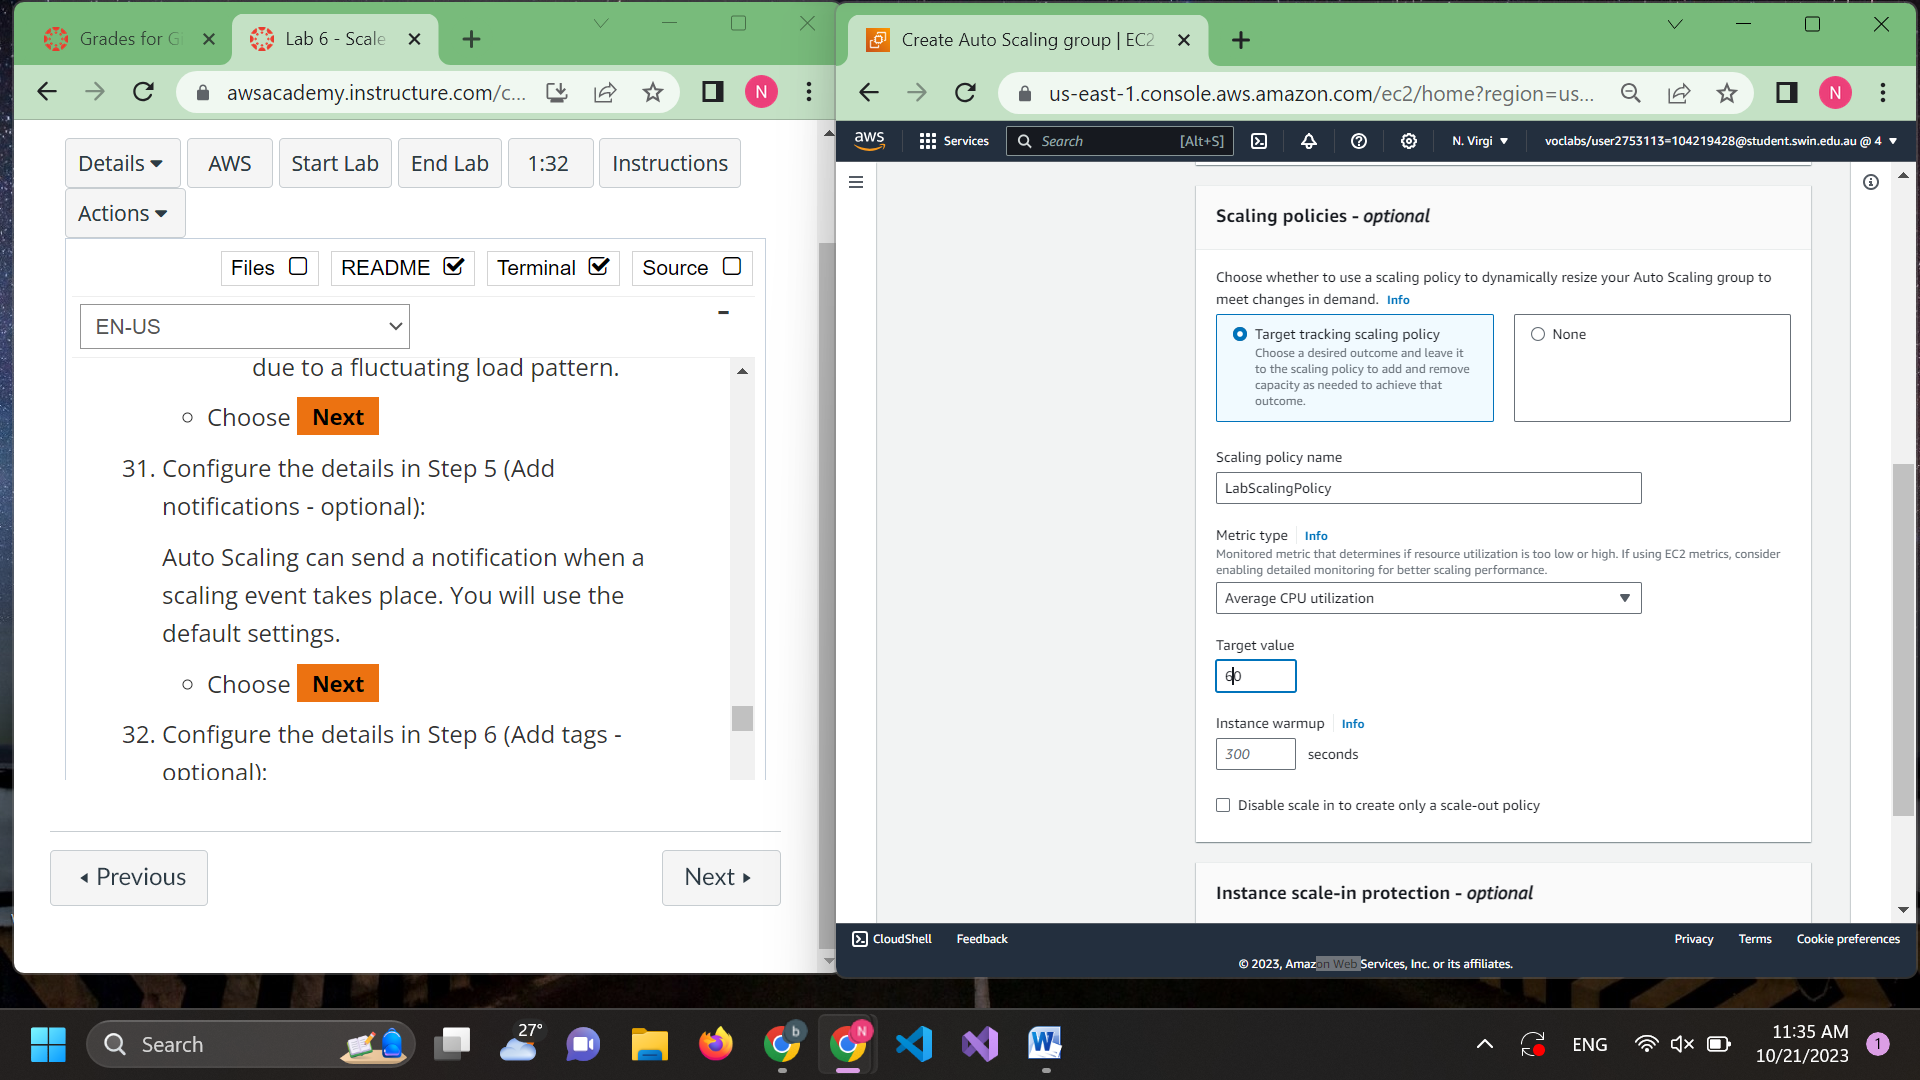 Grades for Gi
Lab 6 - Scale
awsacademy.instructure.com/c...
N
Details
AWS
Start Lab
End Lab
1:32
Instructions
Actions
Files
README
Terminal
Source
EN-US
due to a fluctuating load pattern.
Choose Next
31. Configure the details in Step 5 (Add
notifications - optional):
Auto Scaling can send a notification when a
scaling event takes place. You will use the
default settings.
Choose Next
32. Configure the details in Step 6 (Add tags -
optional):
Previous
Next
Create Auto Scaling group | EC2
us-east-1.console.aws.amazon.com/ec2/home?region=us...
N
aws
Services
Search
[Alt+S]
N. Virgi
voclabs/user2753113=104219428@student.swin.edu.au @ 4
Scaling policies - optional
Choose whether to use a scaling policy to dynamically resize your Auto Scaling group to
meet changes in demand. Info
Target tracking scaling policy
Choose a desired outcome and leave it
to the scaling policy to add and remove
capacity as needed to achieve that
outcome.
None
Scaling policy name
LabScalingPolicy
Metric type Info
Monitored metric that determines if resource utilization is too low or high. If using EC2 metrics, consider
enabling detailed monitoring for better scaling performance.
Average CPU utilization
Target value
60
Instance warmup Info
300 seconds
Disable scale in to create only a scale-out policy
Instance scale-in protection - optional
CloudShell
Feedback
Privacy
Terms
Cookie preferences
© 2023, Amazon Web Services, Inc. or its affiliates.
Search
27°
b
N
W
ENG
11:35 AM
10/21/2023
1